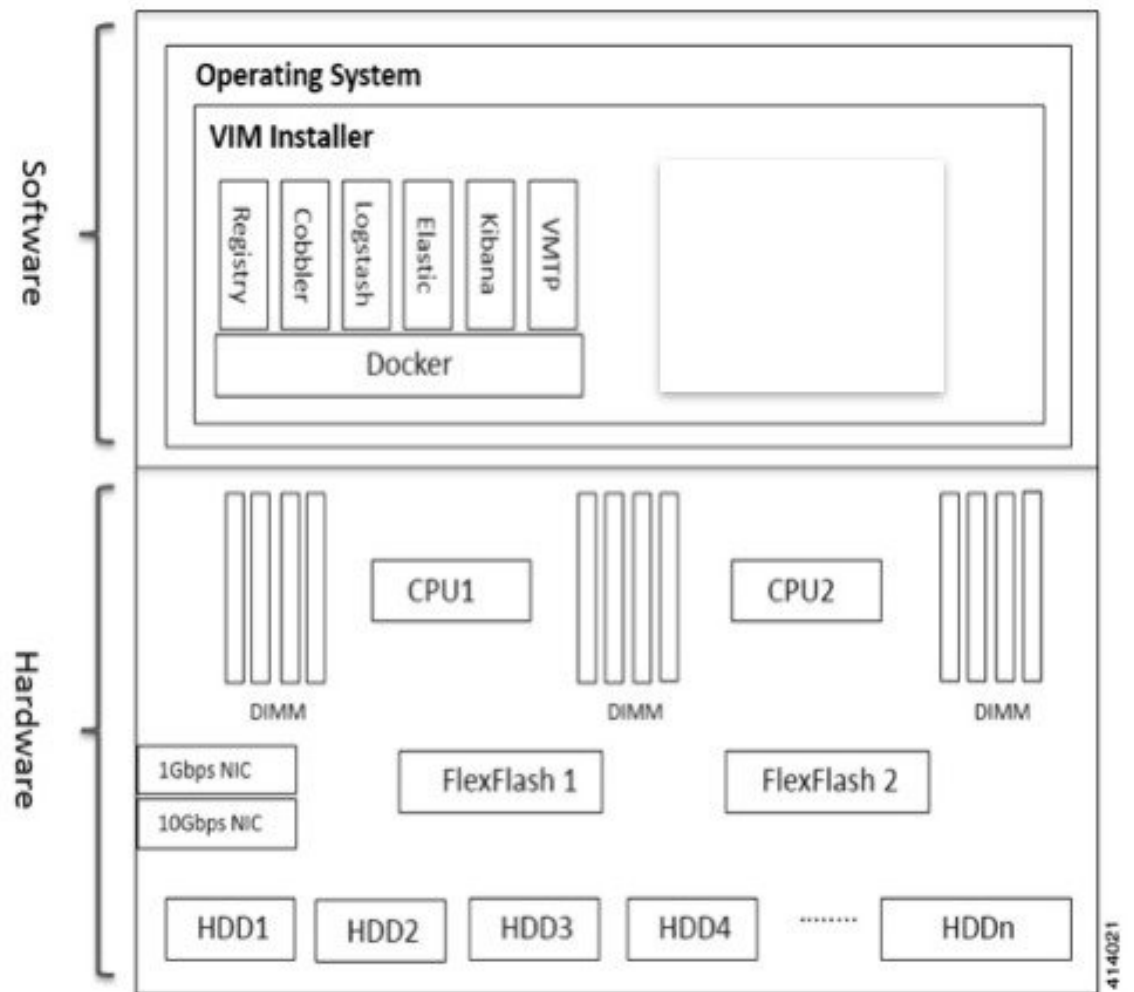 Software
Operating System
VIM Installer
Registry
Cobbler
Logstash
Elastic
Kibana
VMTP
Docker
Hardware
CPU1
CPU2
DIMM
DIMM
DIMM
1Gbps NIC
10Gbps NIC
FlexFlash 1
FlexFlash 2
HDD1
HDD2
HDD3
HDD4
........
HDDn
414021